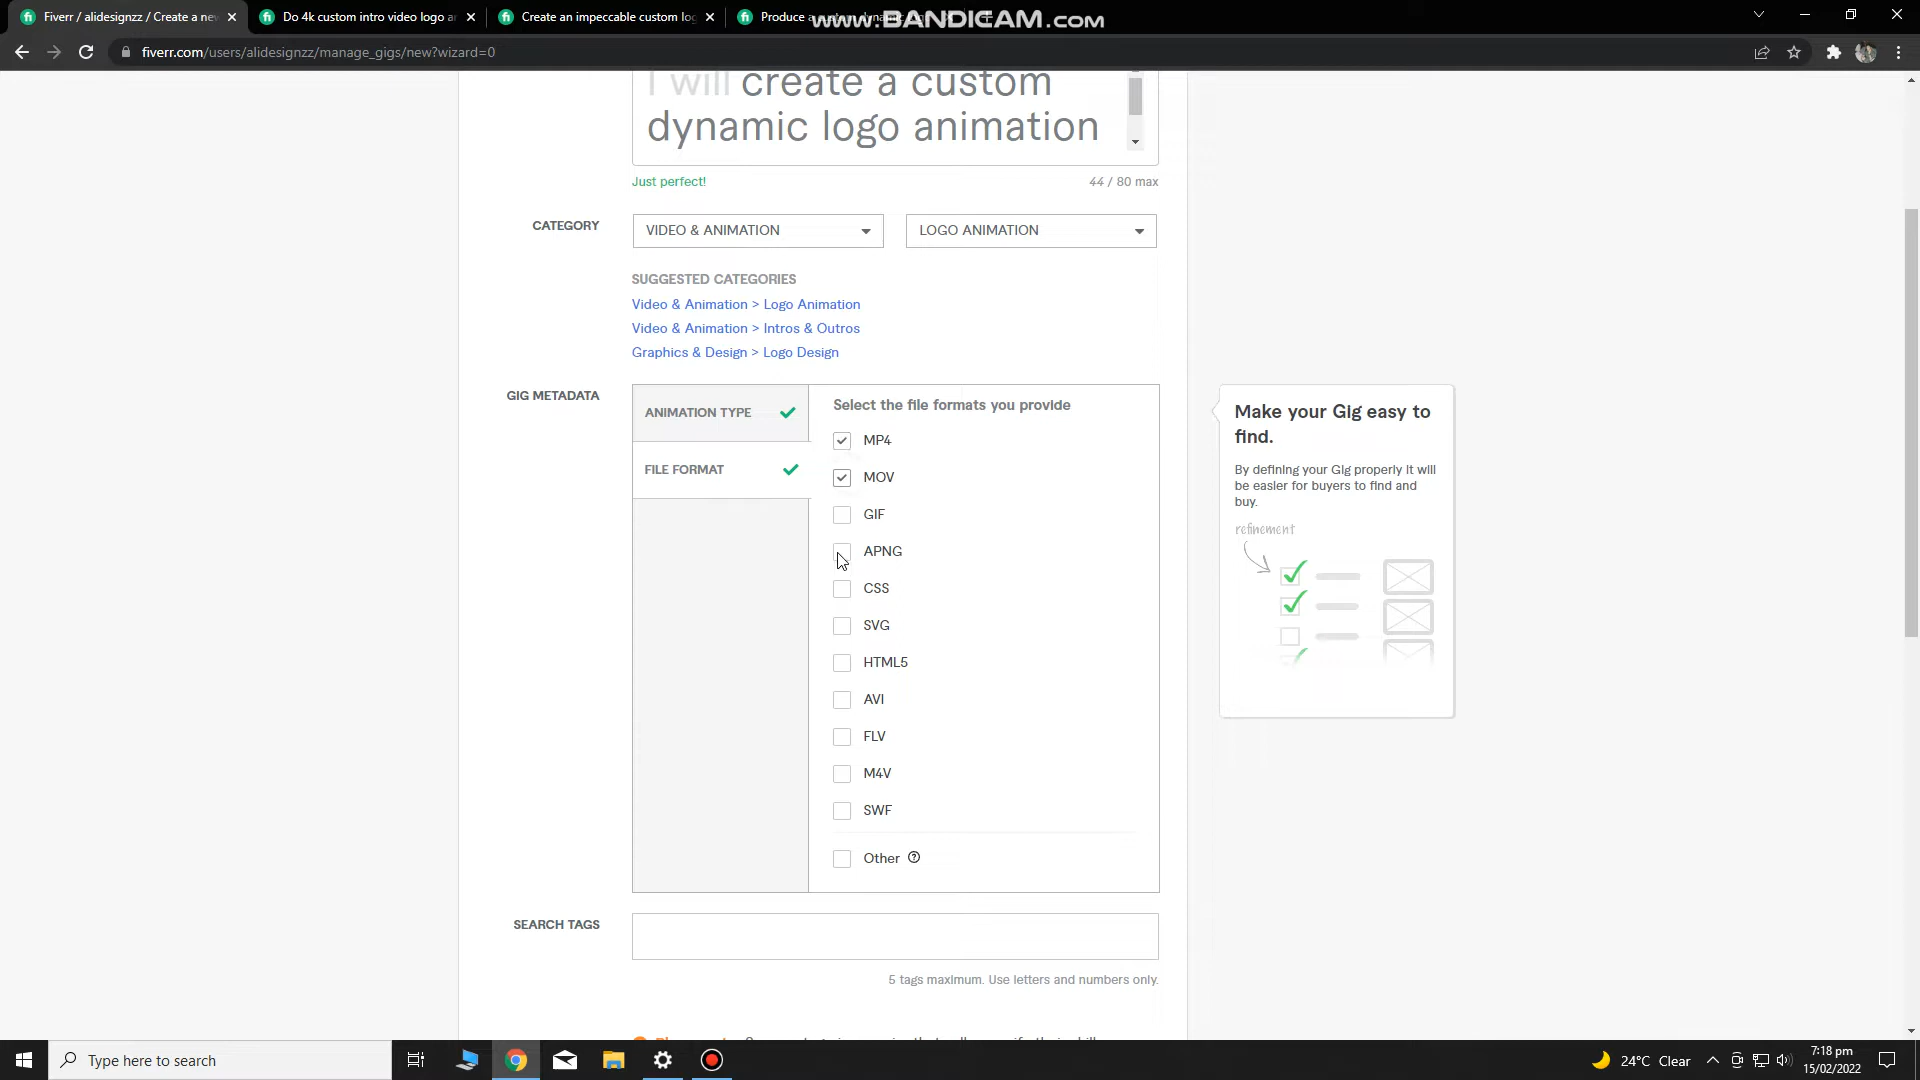 Fiverr / alidesignzz / Create a new
Do 4k custom intro video logo an
Create an impeccable custom log
Produce a custom dynamic
www.BANDICAM.com
fiverr.com/users/alidesignzz/manage_gigs/new?wizard=0
I will create a custom
dynamic logo animation
Just perfect!
44 / 80 max
CATEGORY
VIDEO & ANIMATION
LOGO ANIMATION
SUGGESTED CATEGORIES
Video & Animation > Logo Animation
Video & Animation > Intros & Outros
Graphics & Design > Logo Design
GIG METADATA
ANIMATION TYPE
FILE FORMAT
Select the file formats you provide
MP4
MOV
GIF
APNG
CSS
SVG
HTML5
AVI
FLV
M4V
SWF
Other
Make your Gig easy to
find.
By defining your Gig properly it will
be easier for buyers to find and
buy.
refinement
SEARCH TAGS
5 tags maximum. Use letters and numbers only.
Type here to search
24°C Clear
7:18 pm
15/02/2022